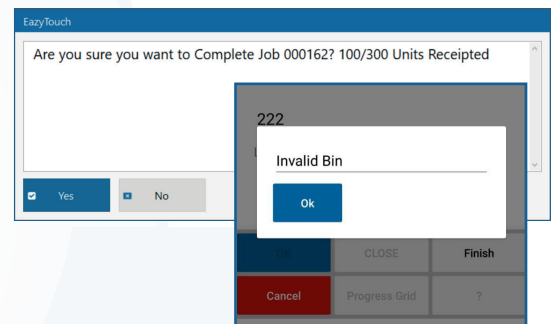 EazyTouch
Are you sure you want to Complete Job 000162? 100/300 Units Receipted
Yes
No
222
Invalid Bin
Ok
OK
CLOSE
Finish
Cancel
Progress Grid
?